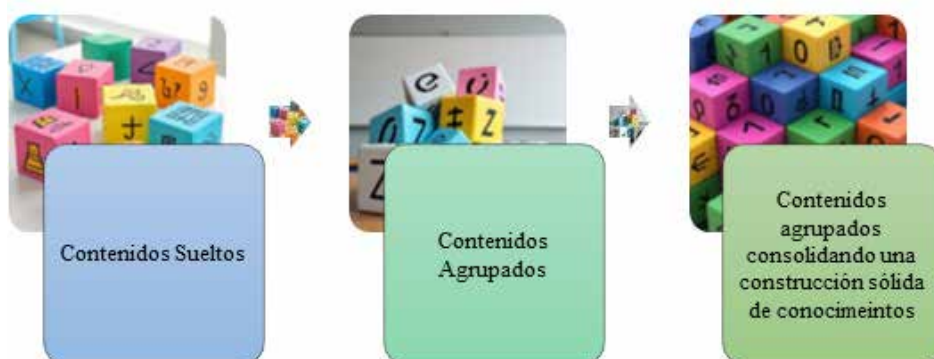 Contenidos Sueltos
Contenidos
Agrupados
Contenidos
agrupados
consolidando una
construcción sólida
de conocimeintos